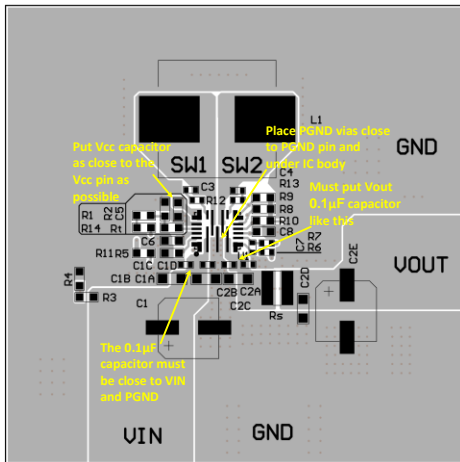 L1
Place PGND vias close
to PGND pin and
under IC body
GND
Put Vcc capacitor
as close to the
Vcc pin as
possible
SW1
SW2
C4
R13
C3
R12
Must put Vout
0.1µF capacitor
like this
R1
R2
C5
R14
Rt
R9
R8
R10
C8
C6
R11
R5
C7
R7
R6
C2E
VOUT
R4
R3
C1C
C1D
C1B
C1A
C1
C2B
C2A
C2C
C2D
Rs
The 0.1µF
capacitor must
be close to VIN
and PGND
VIN
GND